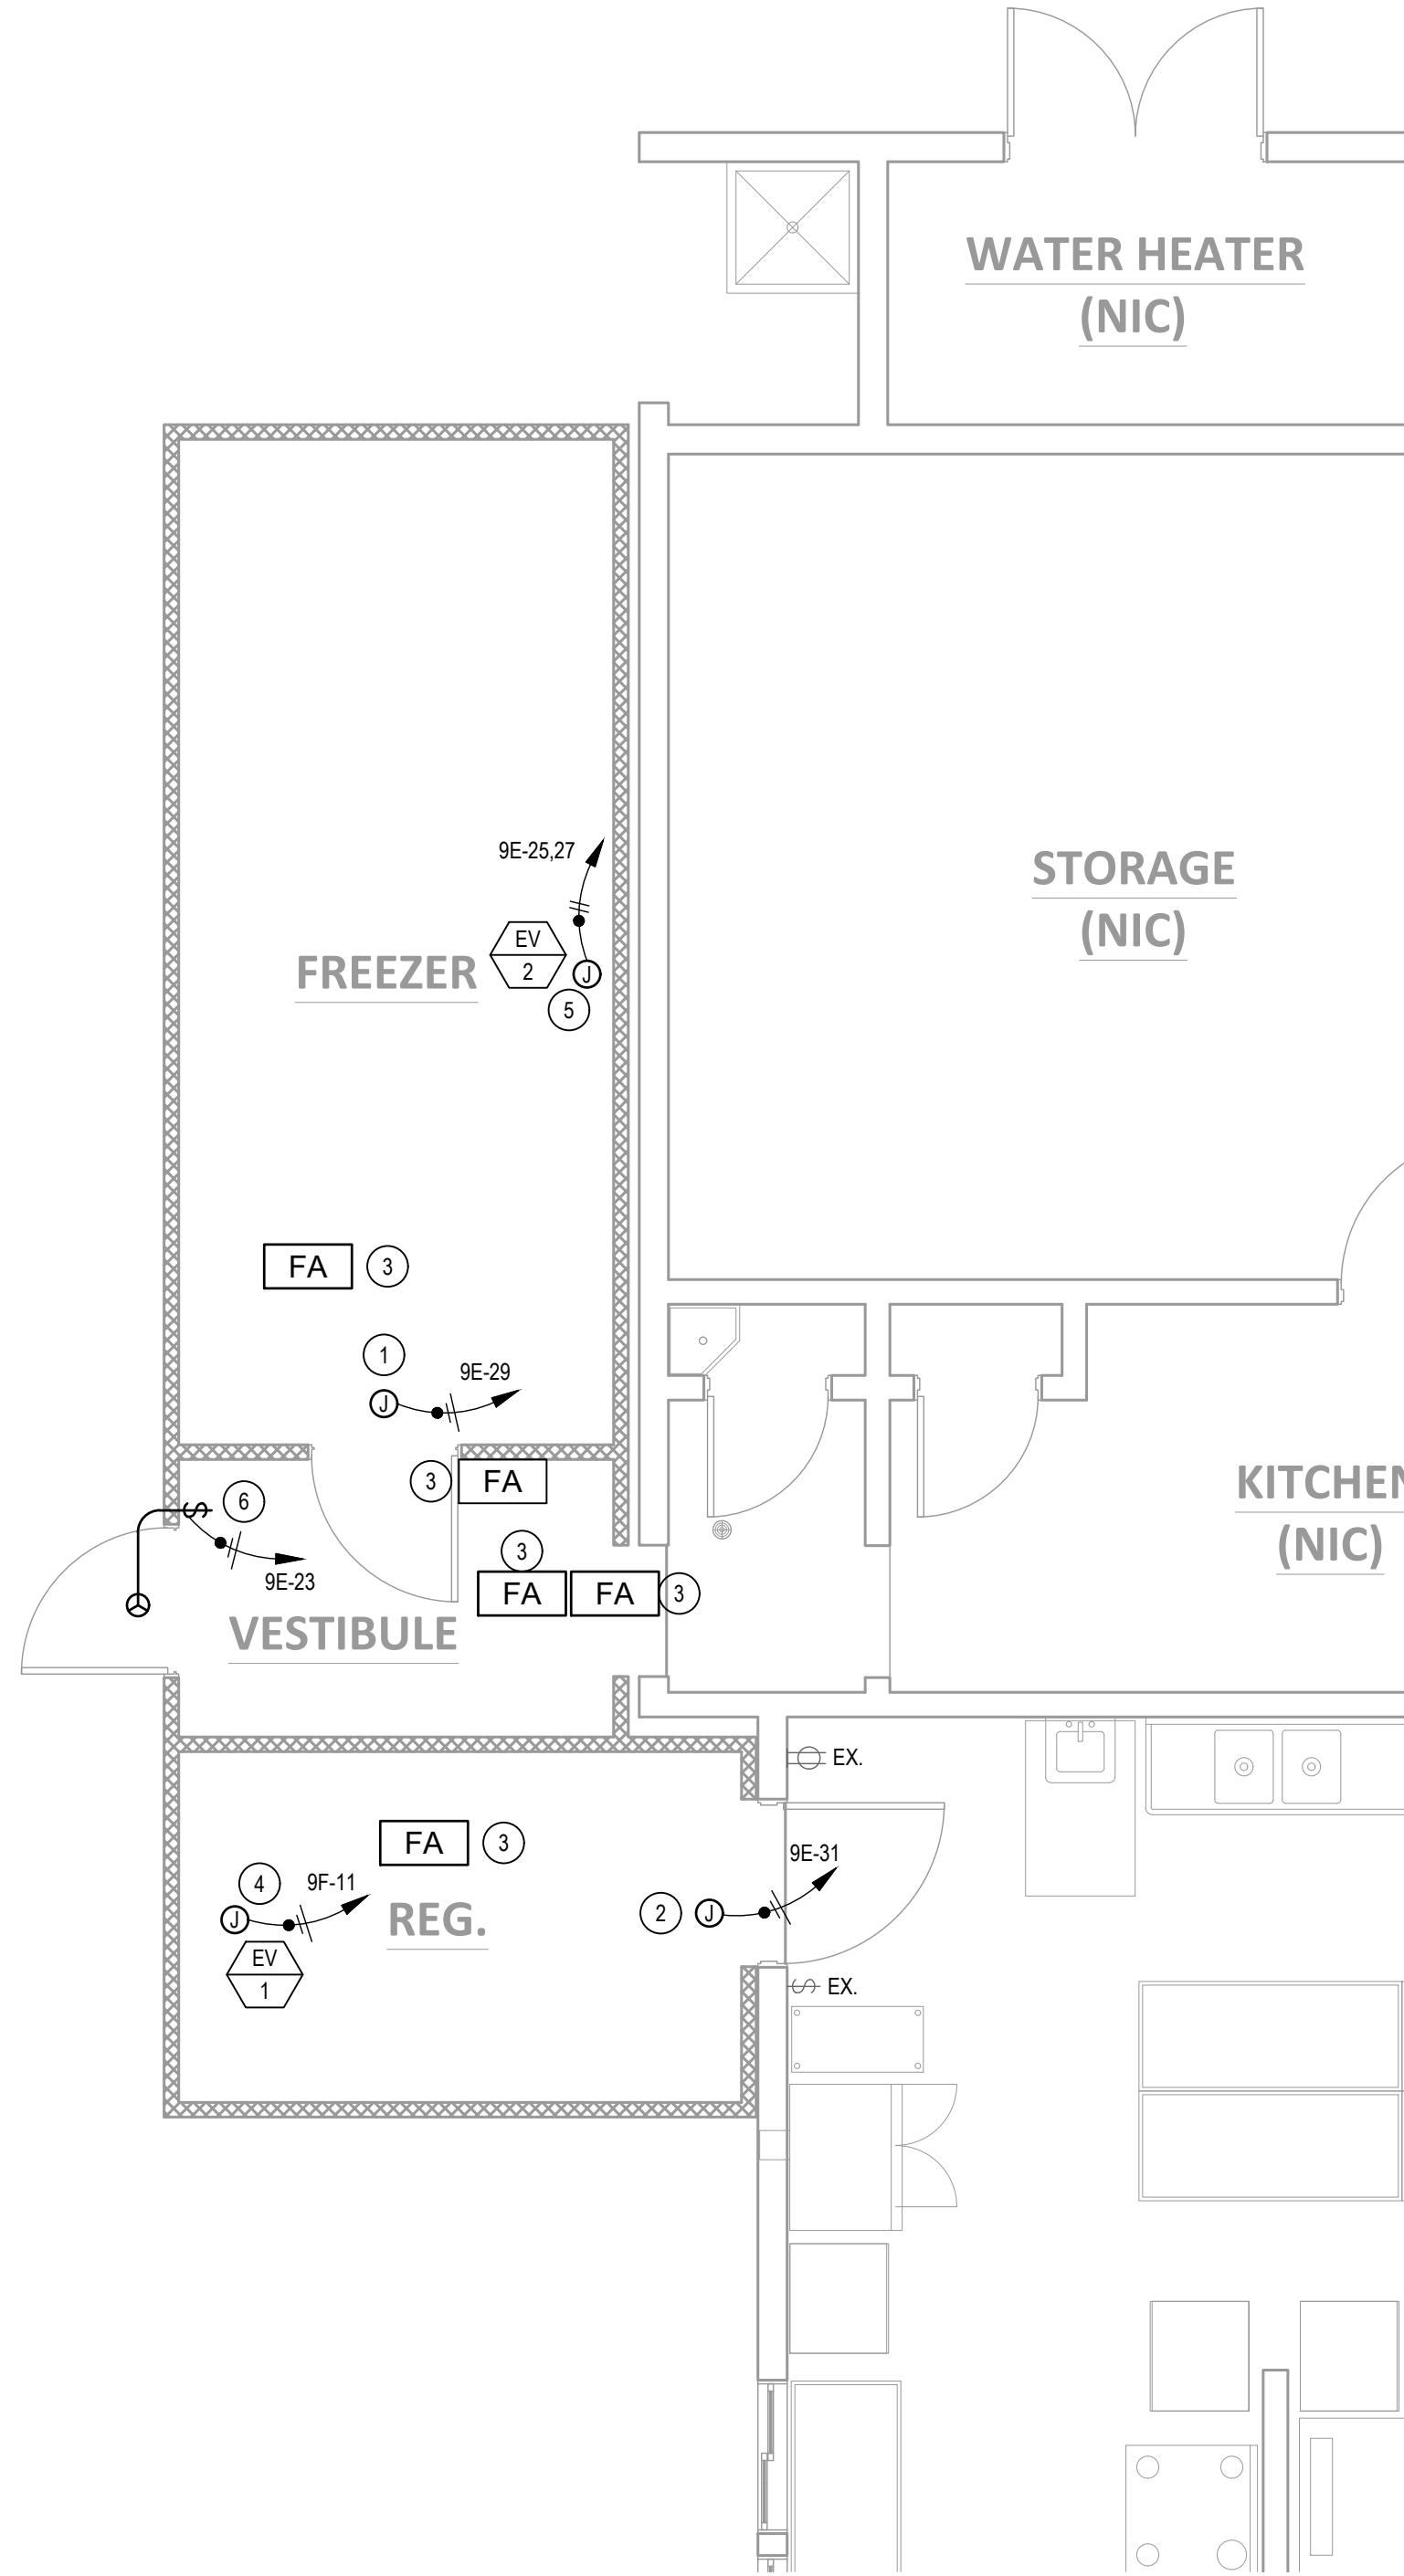 WATER HEATER
(NIC)
9E-25,27
STORAGE
(NIC)
EV
2
FREEZER
J
5
FA
3
1
9E-29
J
3
FA
KITCHEN
(NIC)
S
6
3
9E-23
FA
FA
3
VESTIBULE
EX.
FA
3
9E-31
4
9F-11
J
REG.
2
J
EV
1
S
EX.